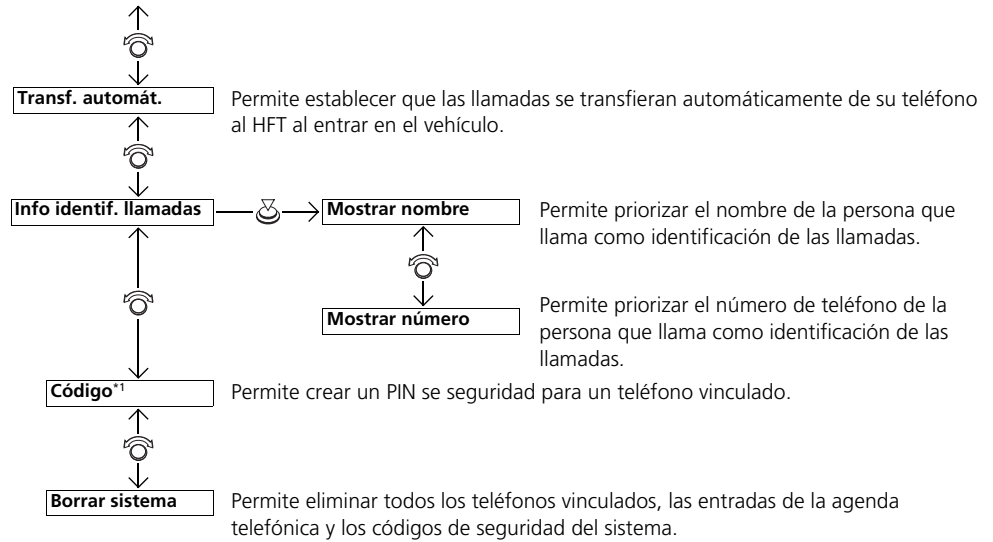 Transf. automát.
Permite establecer que las llamadas se transfieran automáticamente de su teléfono
al HFT al entrar en el vehículo.
Info identif. llamadas
Mostrar nombre
Permite priorizar el nombre de la persona que
llama como identificación de las llamadas.
Mostrar número
Permite priorizar el número de teléfono de la
persona que llama como identificación de las
llamadas.
Código*1
Permite crear un PIN se seguridad para un teléfono vinculado.
Borrar sistema
Permite eliminar todos los teléfonos vinculados, las entradas de la agenda
telefónica y los códigos de seguridad del sistema.